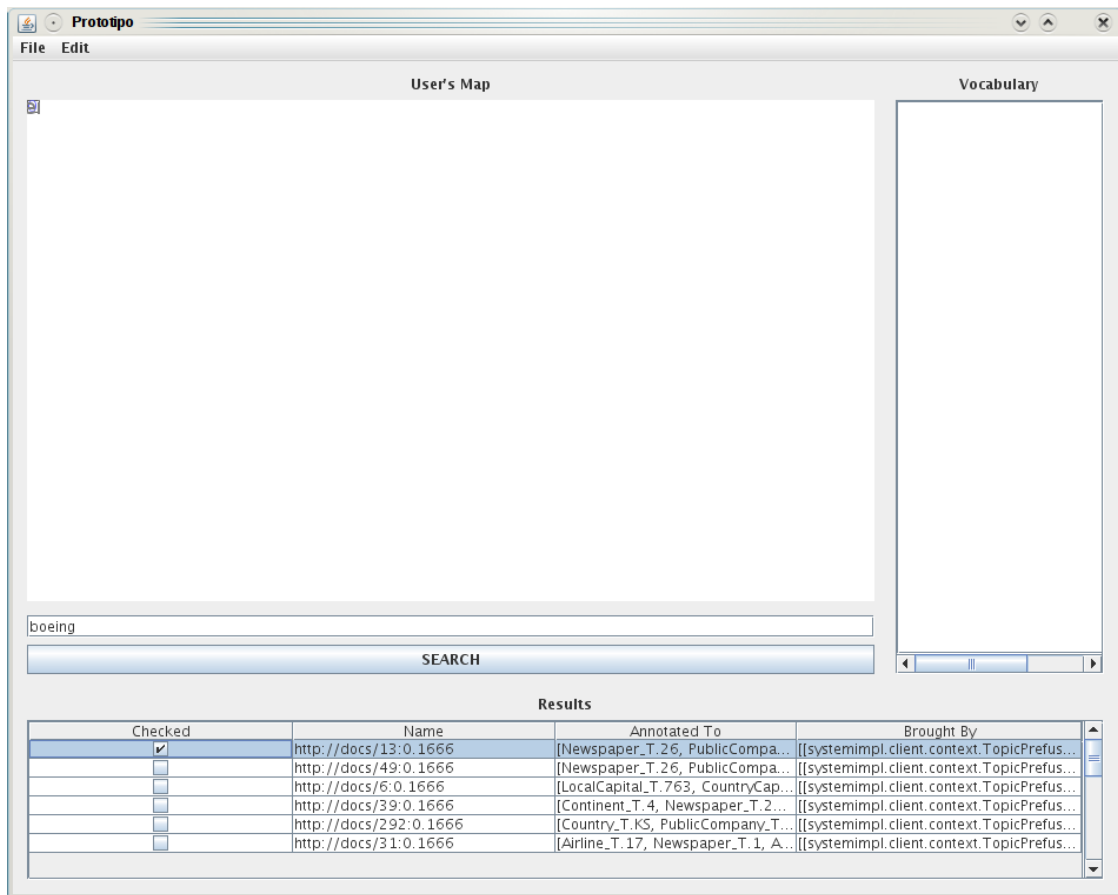 Prototipo
File Edit
User's Map Vocabulary
boeing
SEARCH
Results
Checked Name Annotated To Brought By
http://docs/13:0.1666 [Newspaper_T.26, PublicCompa... [[systemimpl.client.context.TopicPrefus...
http://docs/49:0.1666 [Newspaper_T.26, PublicCompa... [[systemimpl.client.context.TopicPrefus...
http://docs/6:0.1666 [LocalCapital_T.763, CountryCap... [[systemimpl.client.context.TopicPrefus...
http://docs/39:0.1666 [Continent_T.4, Newspaper_T.2... [[systemimpl.client.context.TopicPrefus...
http://docs/292:0.1666 [Country_T.KS, PublicCompany_T... [[systemimpl.client.context.TopicPrefus...
http://docs/31:0.1666 [Airline_T.17, Newspaper_T.1, A... [[systemimpl.client.context.TopicPrefus...